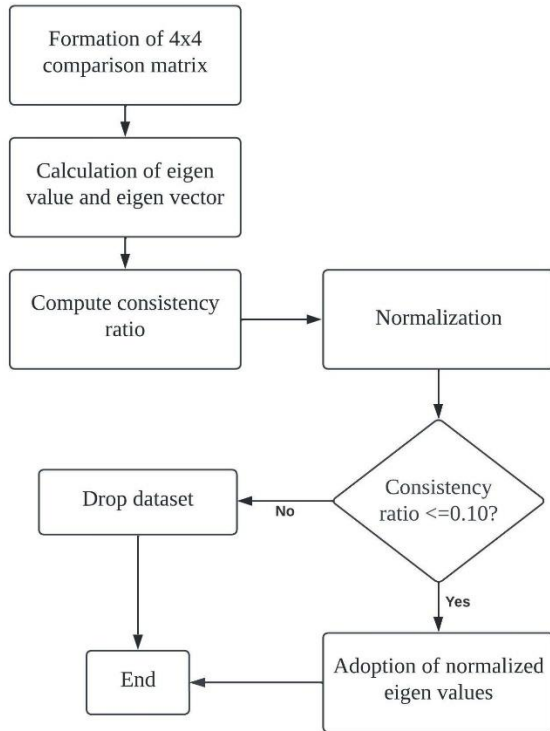 Formation of 4x4
comparison matrix
Calculation of eigen
value and eigen vector
Compute consistency
ratio
Normalization
Consistency
ratio <=0.10?
No
Drop dataset
Yes
Adoption of normalized
eigen values
End